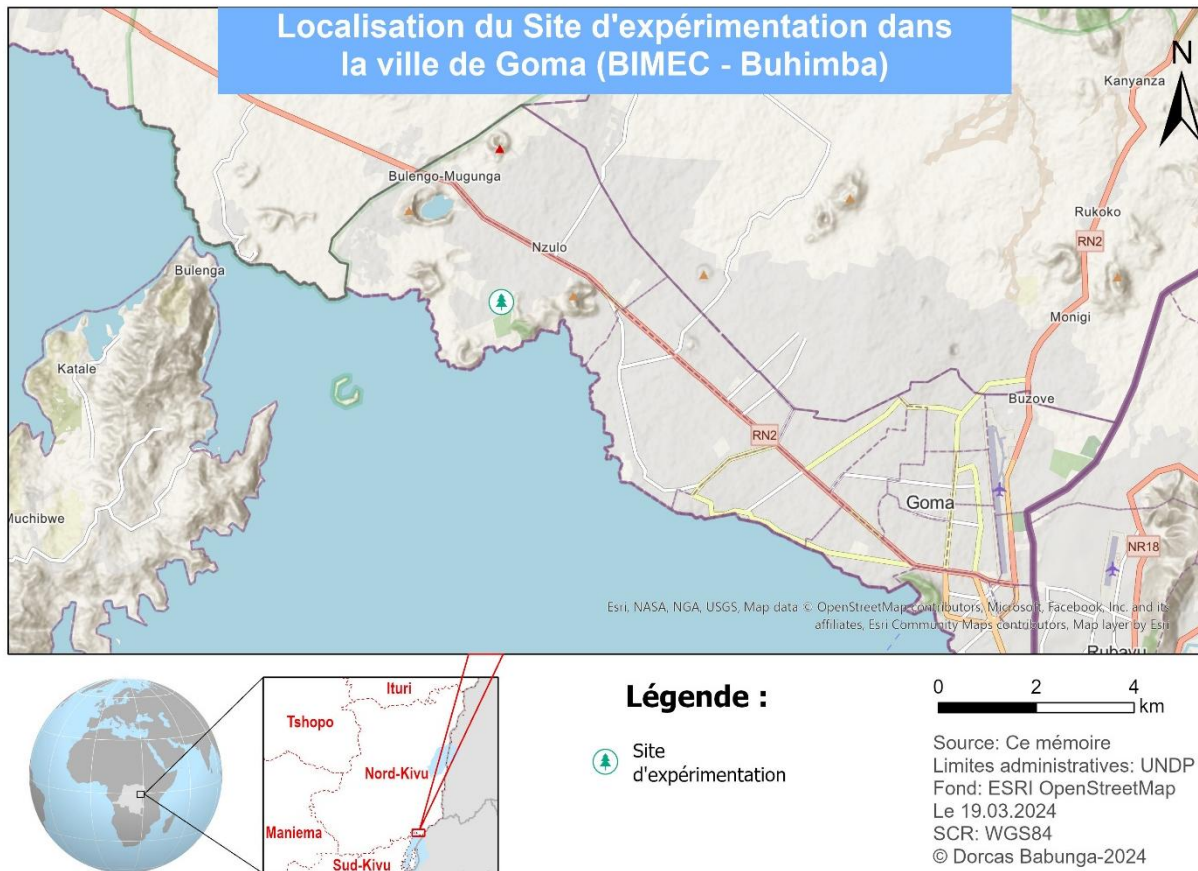 Localisation du Site d'expérimentation dans
la ville de Goma (BIMEC - Buhimba)
N
Kanyanza
Bulengo-Mugunga
Rukoko
RN2
Nzulo
Bulenga
Monigi
Katale
Buzove
RN2
Goma
Muchibwe
NR18
Esri, NASA, NGA, USGS, Map data © OpenStreetMap contributors, Microsoft, Facebook, Inc. and its
affiliates, Esri Community Maps contributors, Map layer by Esri
Rubavu
Ituri
Tshopo
Nord-Kivu
Maniema
Sud-Kivu
Légende :
Site
d'expérimentation
0 2 4
km
Source: Ce mémoire
Limites administratives: UNDP
Fond: ESRI OpenStreetMap
Le 19.03.2024
SCR: WGS84
© Dorcas Babunga-2024